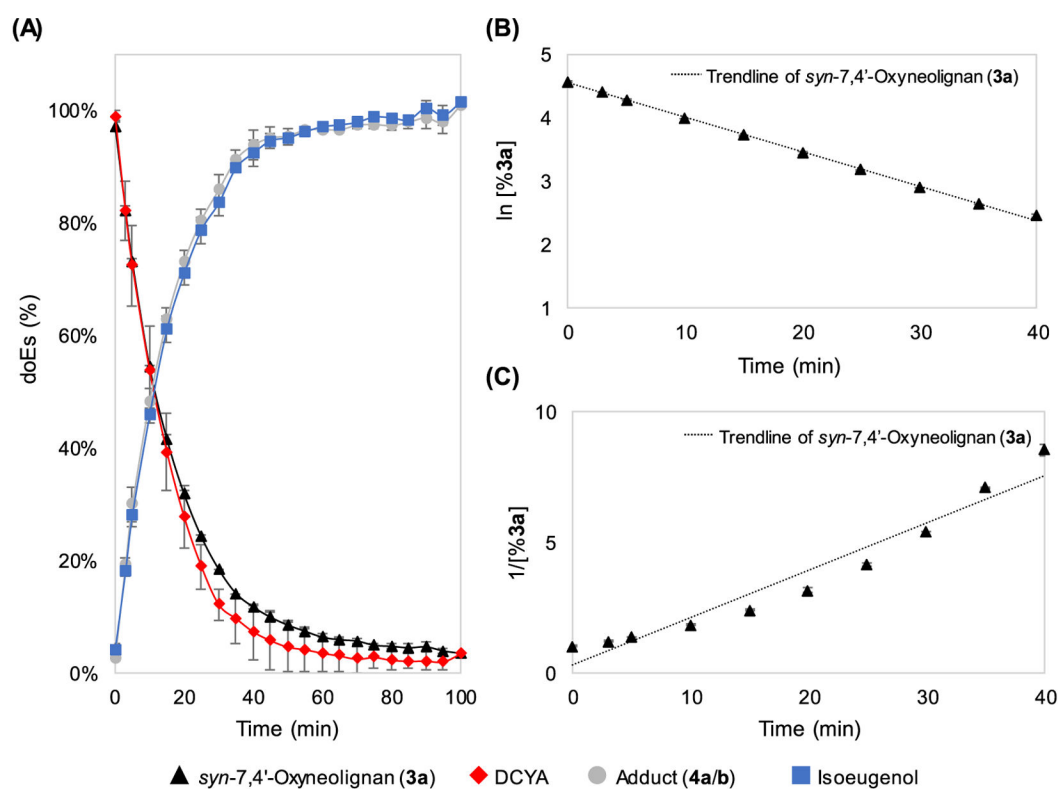 (A)
100%
80%
60%
40%
20%
0%
doEs (%)
0 20 40 60 80 100
Time (min)
(B)
5
4
3
2
1
ln [%3a]
Trendline of syn-7,4'-Oxyneolignan (3a)
0 10 20 30 40
Time (min)
(C)
10
5
0
1/[%3a]
Trendline of syn-7,4'-Oxyneolignan (3a)
0 10 20 30 40
Time (min)
syn-7,4'-Oxyneolignan (3a) DCYA Adduct (4a/b) Isoeugenol